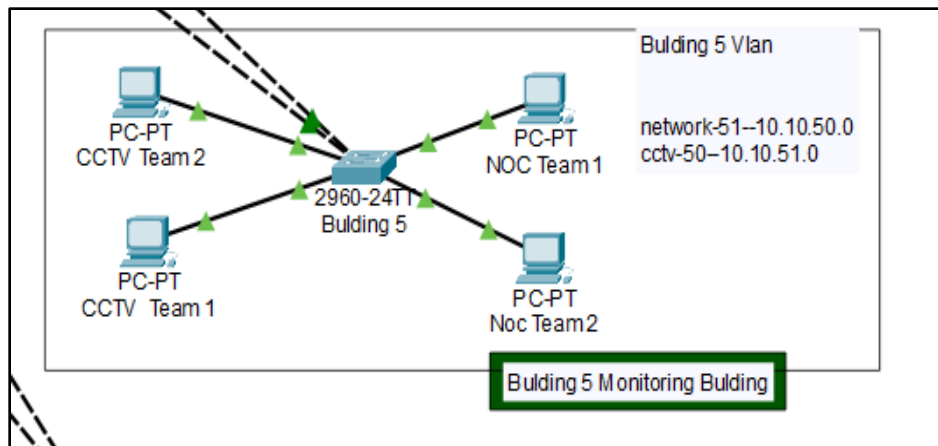 Bulding 5 Vlan
network-51--10.10.50.0
cctv-50--10.10.51.0
PC-PT
CCTV Team 2
PC-PT
NOC Team 1
2960-24TT
Bulding 5
PC-PT
CCTV Team 1
PC-PT
Noc Team 2
Bulding 5 Monitoring Bulding